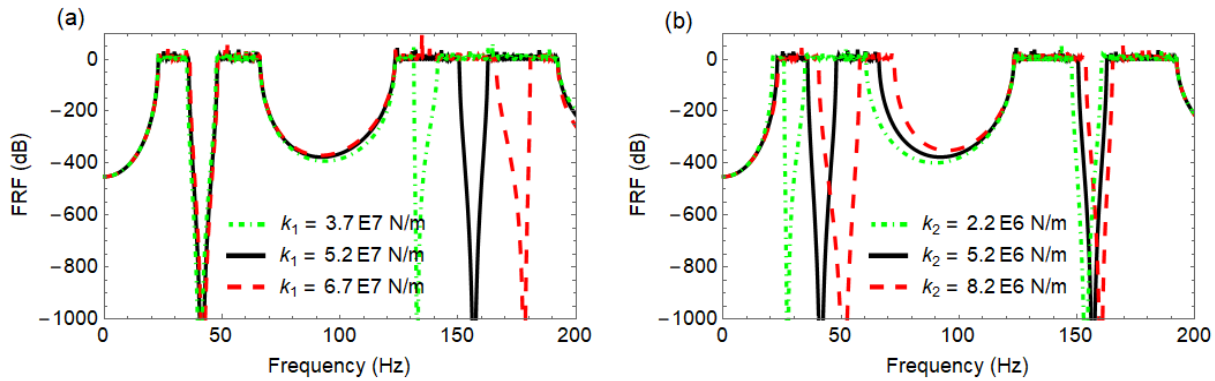 (a)
FRF (dB)
0
−200
−400
−600
−800
−1000
k₁ = 3.7 E7 N/m
k₁ = 5.2 E7 N/m
k₁ = 6.7 E7 N/m
0 50 100 150 200
Frequency (Hz)
(b)
FRF (dB)
0
−200
−400
−600
−800
−1000
k₂ = 2.2 E6 N/m
k₂ = 5.2 E6 N/m
k₂ = 8.2 E6 N/m
0 50 100 150 200
Frequency (Hz)